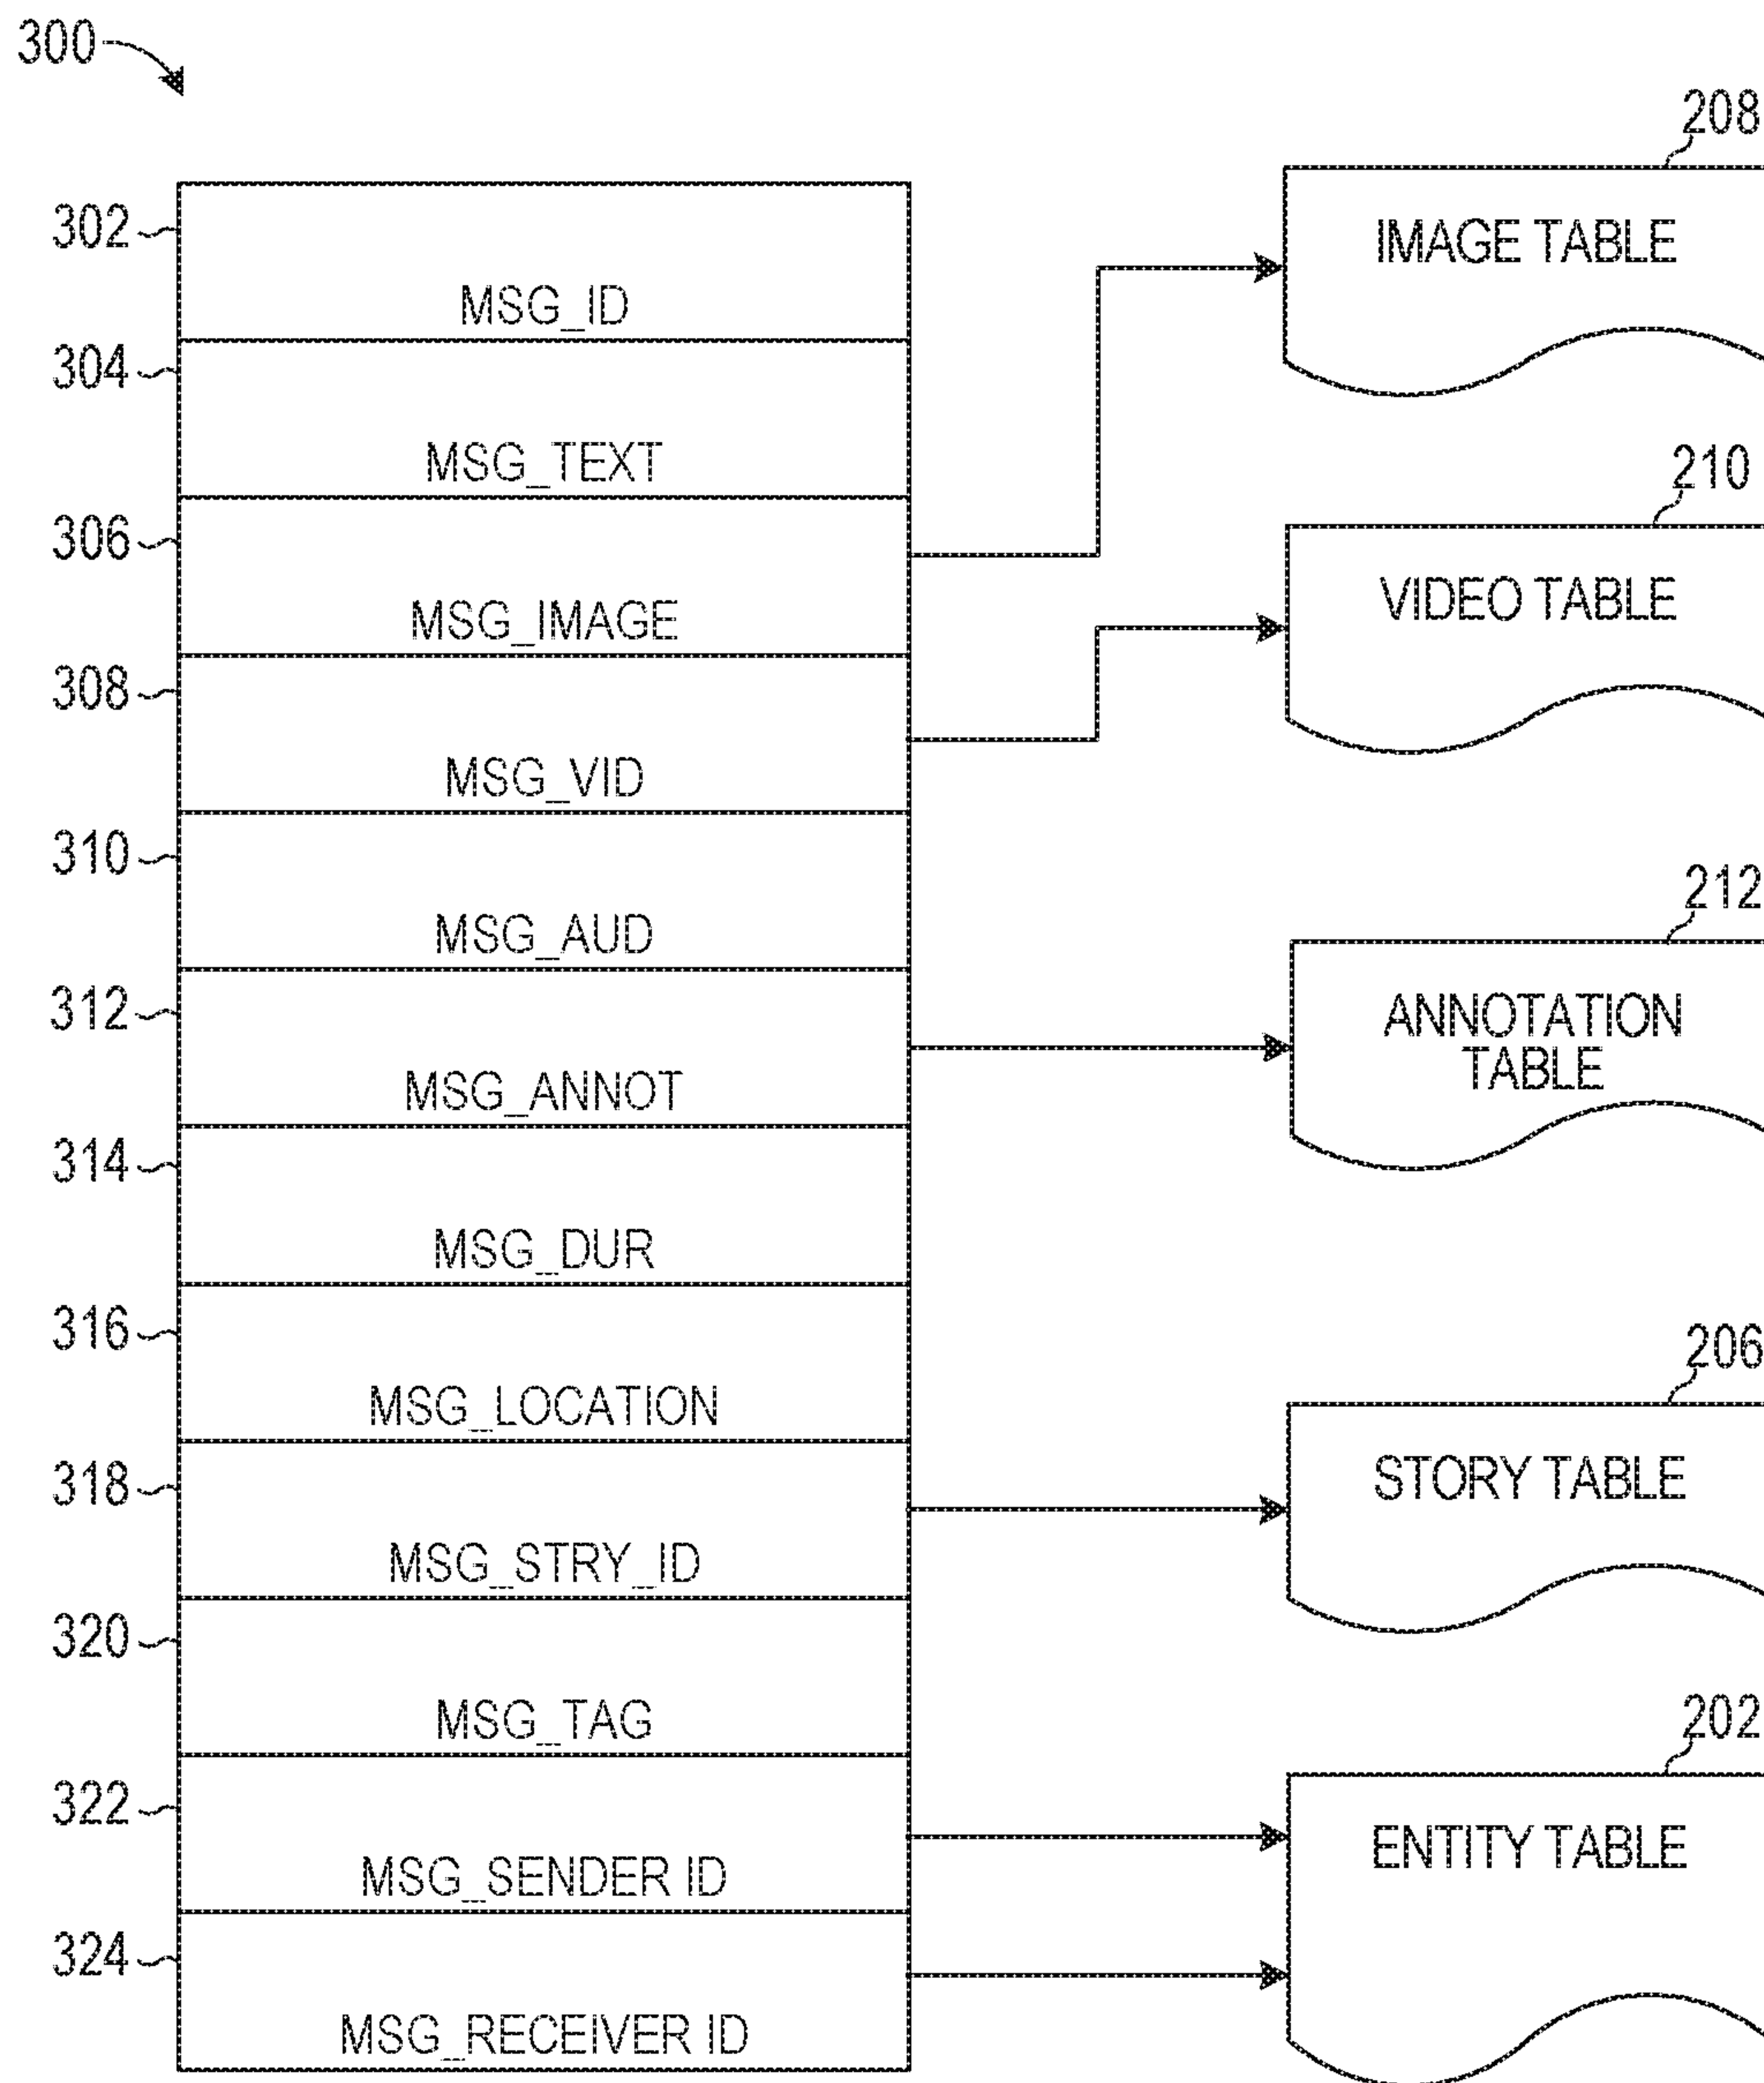 300
302
MSG_ID
304
MSG_TEXT
306
MSG_IMAGE
308
MSG_VID
310
MSG_AUD
312
MSG_ANNOT
314
MSG_DUR
316
MSG_LOCATION
318
MSG_STRY_ID
320
MSG_TAG
322
MSG_SENDER ID
324
MSG_RECEIVER ID
208
IMAGE TABLE
210
VIDEO TABLE
212
ANNOTATION
TABLE
206
STORY TABLE
202
ENTITY TABLE